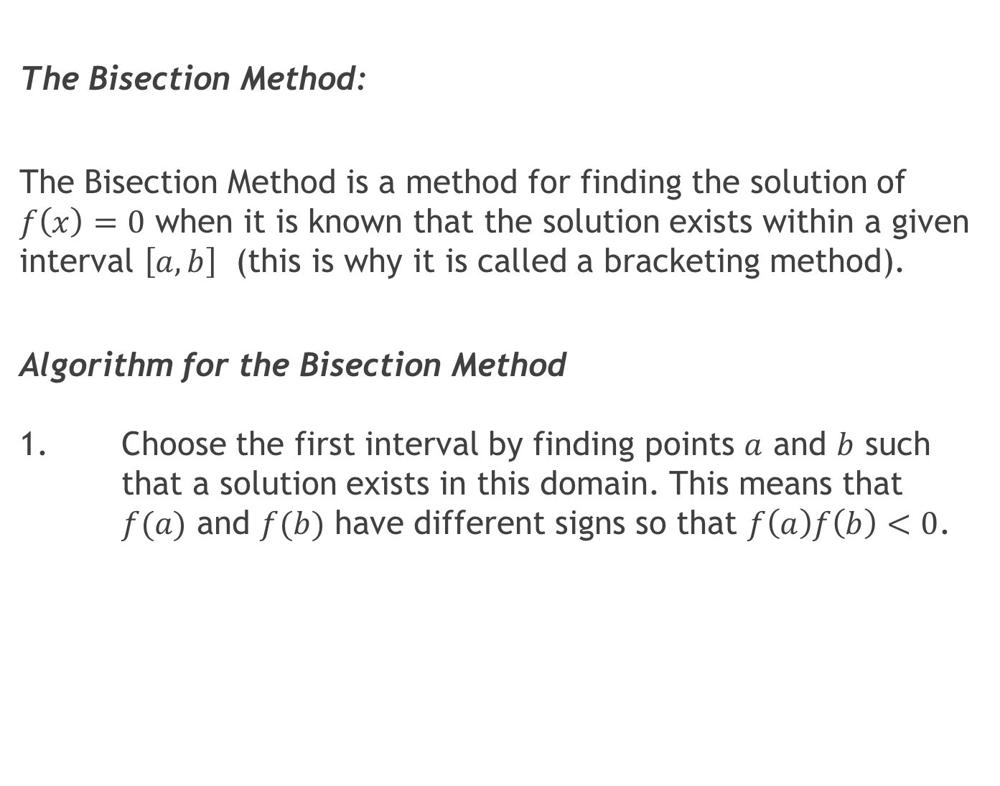 The Bisection Method:
The Bisection Method is a method for finding the solution of
f(x) = 0 when it is known that the solution exists within a given
interval [a, b]  (this is why it is called a bracketing method).
Algorithm for the Bisection Method
1. Choose the first interval by finding points a and b such
that a solution exists in this domain. This means that
f(a) and f(b) have different signs so that f(a)f(b) < 0.